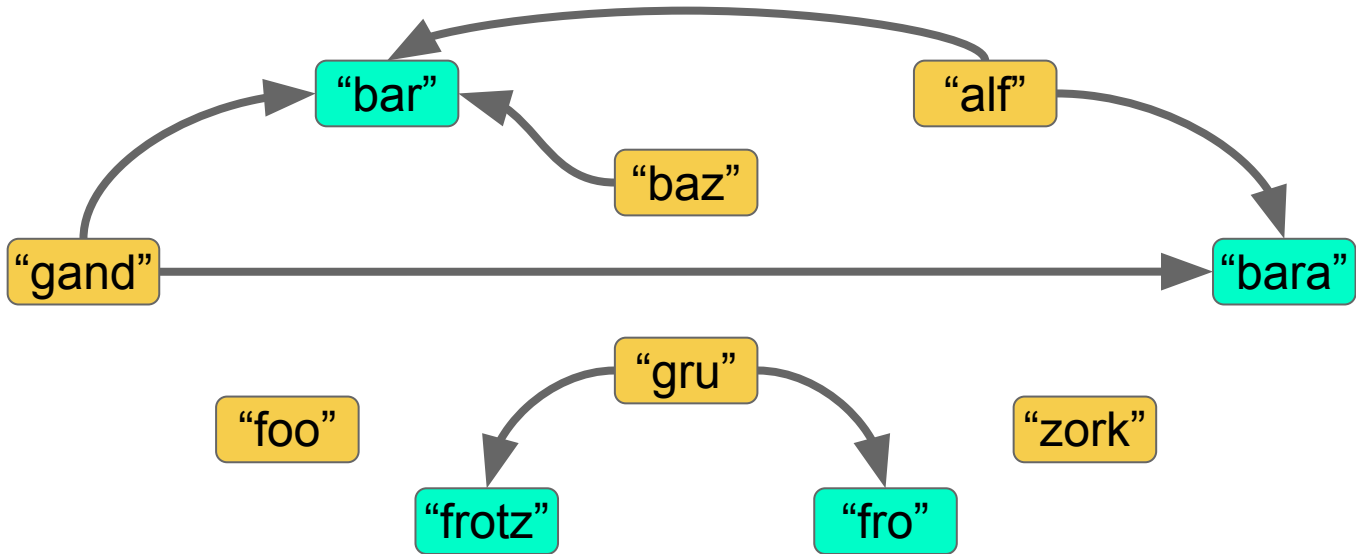 “bar”
“alf”
“baz”
“gand”
“bara”
“gru”
“foo”
“zork”
“frotz”
“fro”